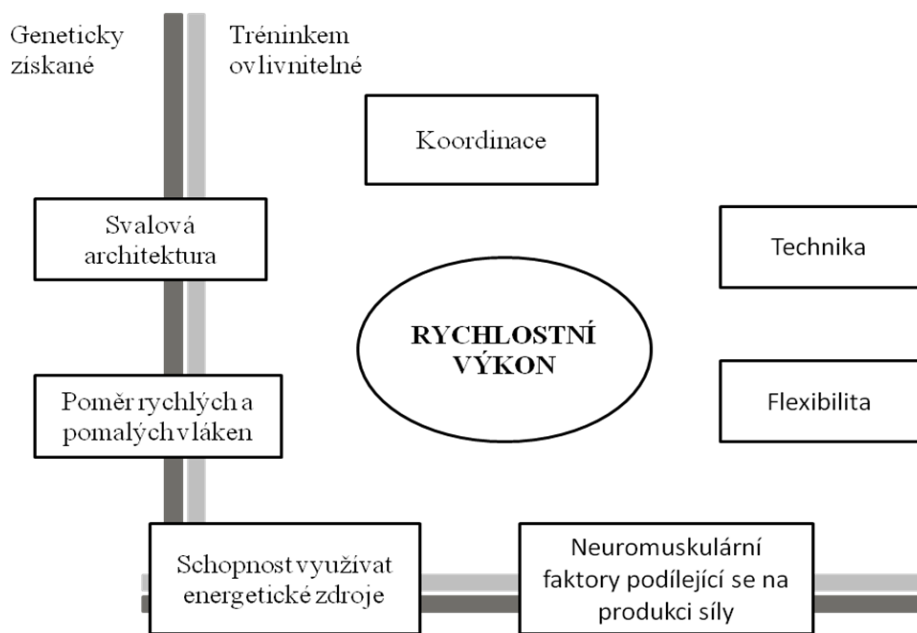 Geneticky
získané
Tréninkem
ovlivnitelné
Koordinace
Svalová
architektura
Technika
RYCHLOSTNÍ
VÝKON
Poměr rychlých a
pomalých vláken
Flexibilita
Schopnost využívat
energetické zdroje
Neuromuskulární
faktory podílející se na
produkci síly